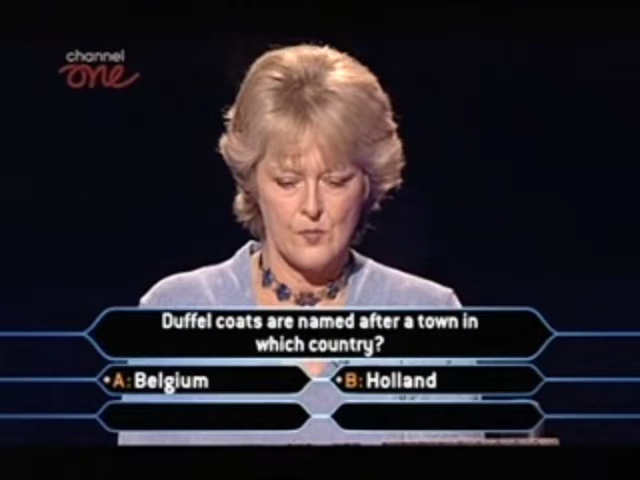 channel
one
Duffel coats are named after a town in
which country?
A: Belgium
B: Holland